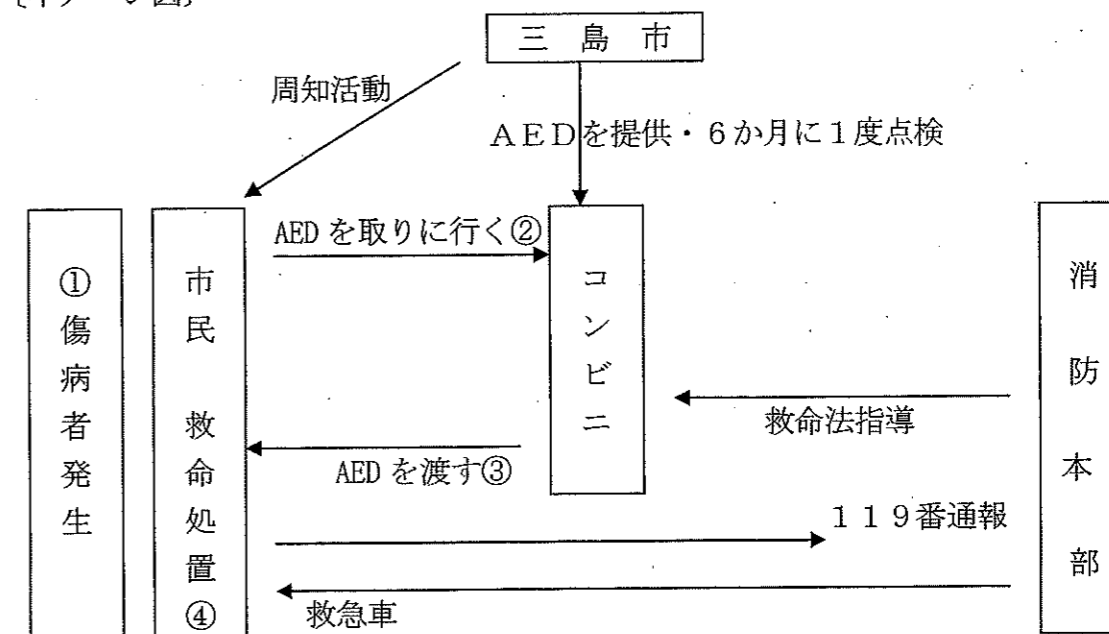 三島市
周知活動
AEDを提供・6か月に1度点検
AEDを取りに行く②
①傷病者発生
市民 救命処置④
コンビニ
消防本部
救命法指導
AEDを渡す③
119番通報
救急車